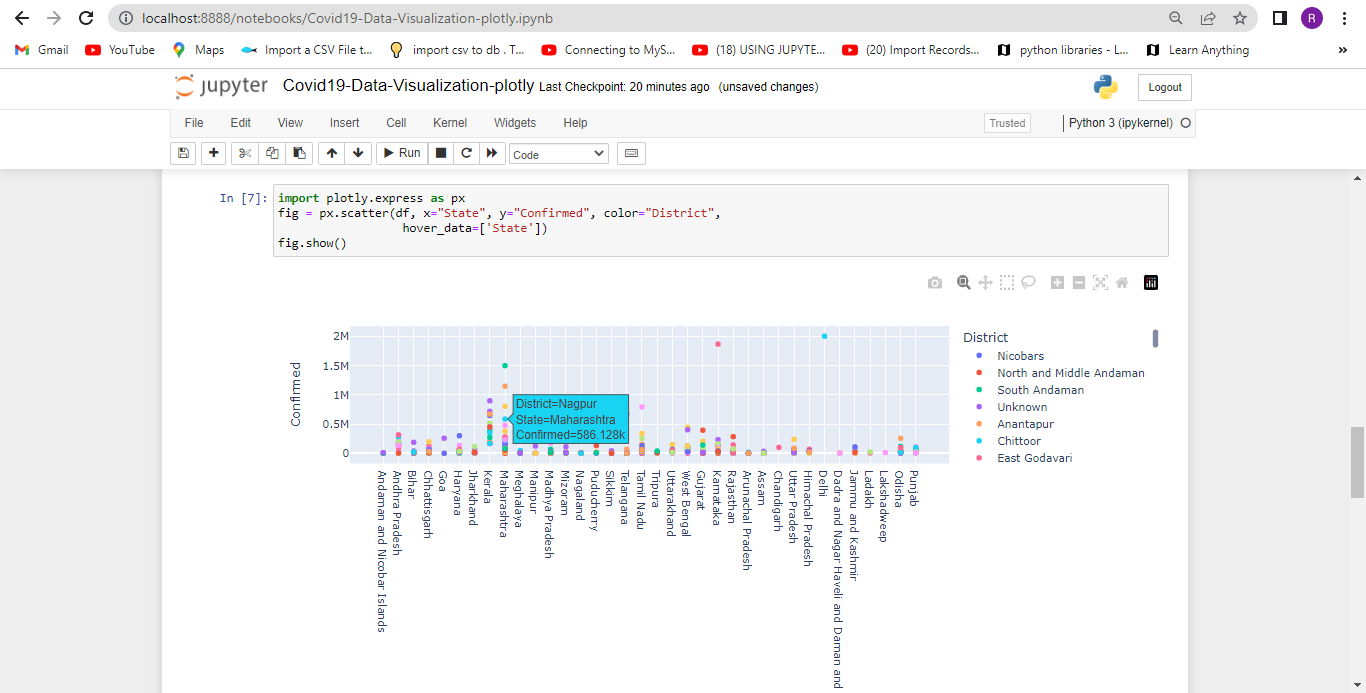 localhost:8888/notebooks/Covid19-Data-Visualization-plotly.ipynb
R
Gmail YouTube Maps Import a CSV File t... import csv to db . T... Connecting to MyS... (18) USING JUPYTE... (20) Import Records... python libraries - L... Learn Anything »
jupyter Covid19-Data-Visualization-plotly Last Checkpoint: 20 minutes ago (unsaved changes) Logout
File Edit View Insert Cell Kernel Widgets Help Trusted Python 3 (ipykernel)
Run Code
In [7]: import plotly.express as px
fig = px.scatter(df, x="State", y="Confirmed", color="District",
hover_data=['State'])
fig.show()
2M
1.5M
1M
0.5M
0
Confirmed
District=Nagpur
State=Maharashtra
Confirmed=586.128k
District
Nicobars
North and Middle Andaman
South Andaman
Unknown
Anantapur
Chittoor
East Godavari
Andaman and Nicobar Islands
Andhra Pradesh
Bihar
Chhattisgarh
Goa
Haryana
Jharkhand
Kerala
Maharashtra
Meghalaya
Manipur
Madhya Pradesh
Mizoram
Nagaland
Puducherry
Sikkim
Telangana
Tamil Nadu
Tripura
Uttarakhand
West Bengal
Gujarat
Karnataka
Rajasthan
Arunachal Pradesh
Assam
Chandigarh
Uttar Pradesh
Himachal Pradesh
Delhi
Dadra and Nagar Haveli and Daman and
Jammu and Kashmir
Ladakh
Lakshadweep
Odisha
Punjab